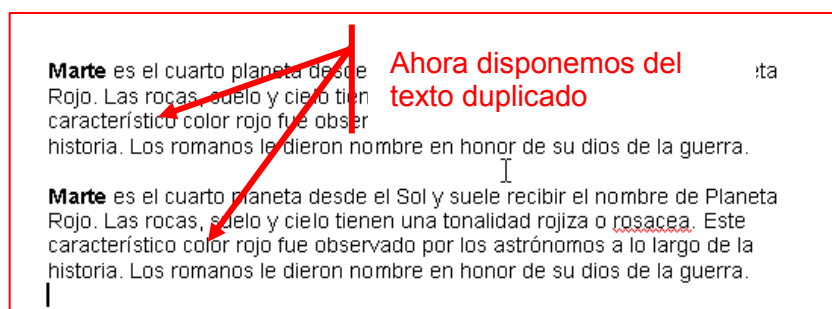 Ahora disponemos del
texto duplicado
Marte es el cuarto planeta desde eta
Rojo. Las rocas, suelo y cielo tien
característico color rojo fue obser
historia. Los romanos le dieron nombre en honor de su dios de la guerra.
Marte es el cuarto planeta desde el Sol y suele recibir el nombre de Planeta
Rojo. Las rocas, suelo y cielo tienen una tonalidad rojiza o rosacea. Este
característico color rojo fue observado por los astrónomos a lo largo de la
historia. Los romanos le dieron nombre en honor de su dios de la guerra.